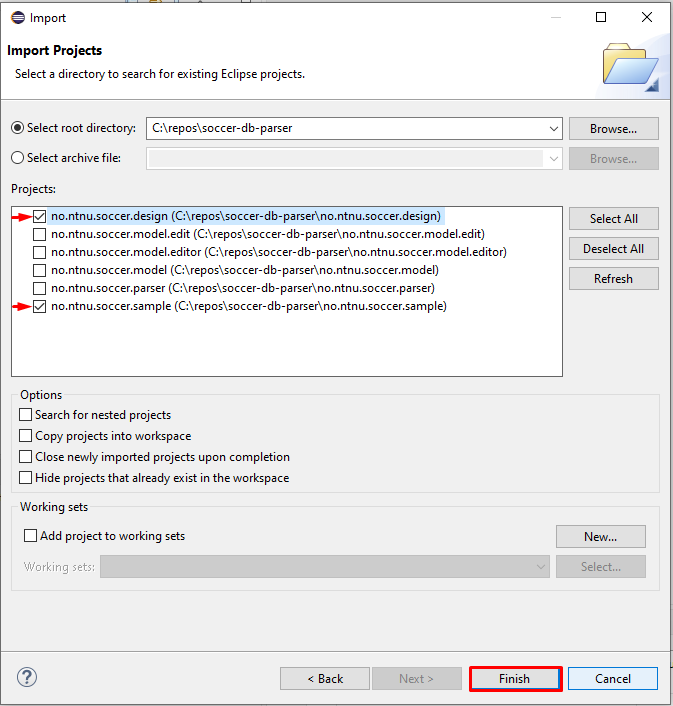 Import
Import Projects
Select a directory to search for existing Eclipse projects.
Select root directory: C:\repos\soccer-db-parser Browse...
Select archive file: Browse...
Projects:
no.ntnu.soccer.design (C:\repos\soccer-db-parser\no.ntnu.soccer.design)
no.ntnu.soccer.model.edit (C:\repos\soccer-db-parser\no.ntnu.soccer.model.edit)
no.ntnu.soccer.model.editor (C:\repos\soccer-db-parser\no.ntnu.soccer.model.editor)
no.ntnu.soccer.model (C:\repos\soccer-db-parser\no.ntnu.soccer.model)
no.ntnu.soccer.parser (C:\repos\soccer-db-parser\no.ntnu.soccer.parser)
no.ntnu.soccer.sample (C:\repos\soccer-db-parser\no.ntnu.soccer.sample)
Select All
Deselect All
Refresh
Options
Search for nested projects
Copy projects into workspace
Close newly imported projects upon completion
Hide projects that already exist in the workspace
Working sets
Add project to working sets New...
Working sets: Select...
? < Back Next > Finish Cancel